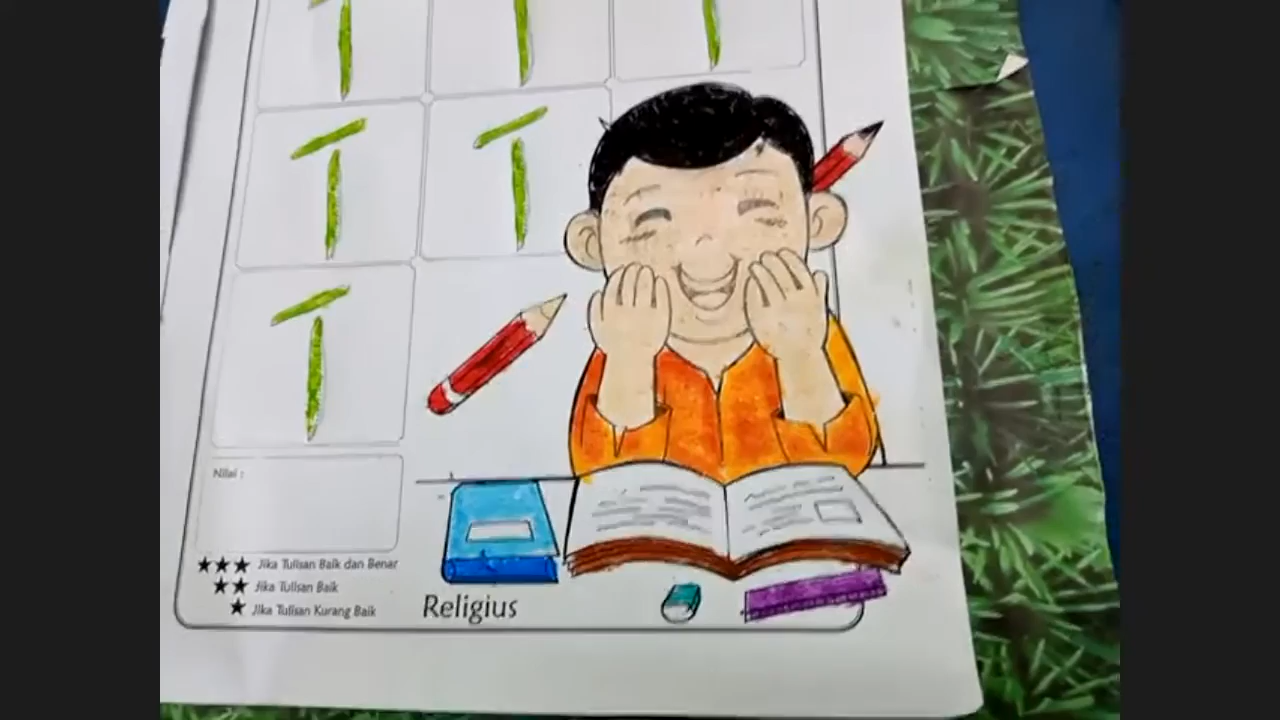 Nilai :
★★★ Jika Tulisan Baik dan Benar
★★ Jika Tulisan Baik
★ Jika Tulisan Kurang Baik
Religius